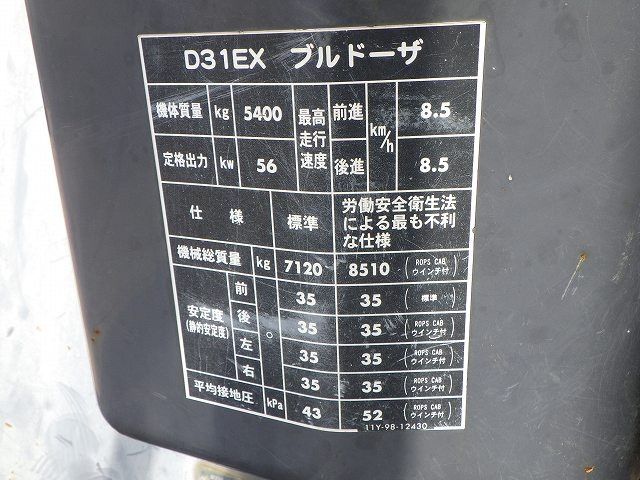 D31EX ブルドーザ
機体質量 kg 5400 最高走行速度 前進 km/h 8.5
定格出力 kw 56 後進 8.5
仕様 標準 労働安全衛生法による最も不利な仕様
機械総質量 kg 7120 8510 (ROPS CAB ウインチ付)
安定度 (静的安定度) 前 ° 35 35 (標準)
後 35 35 (ROPS CAB ウインチ付)
左 35 35 (ROPS CAB ウインチ付)
右 35 35 (ROPS CAB ウインチ付)
平均接地圧 kPa 43 52 (ROPS CAB ウインチ付)
11Y-98-12430